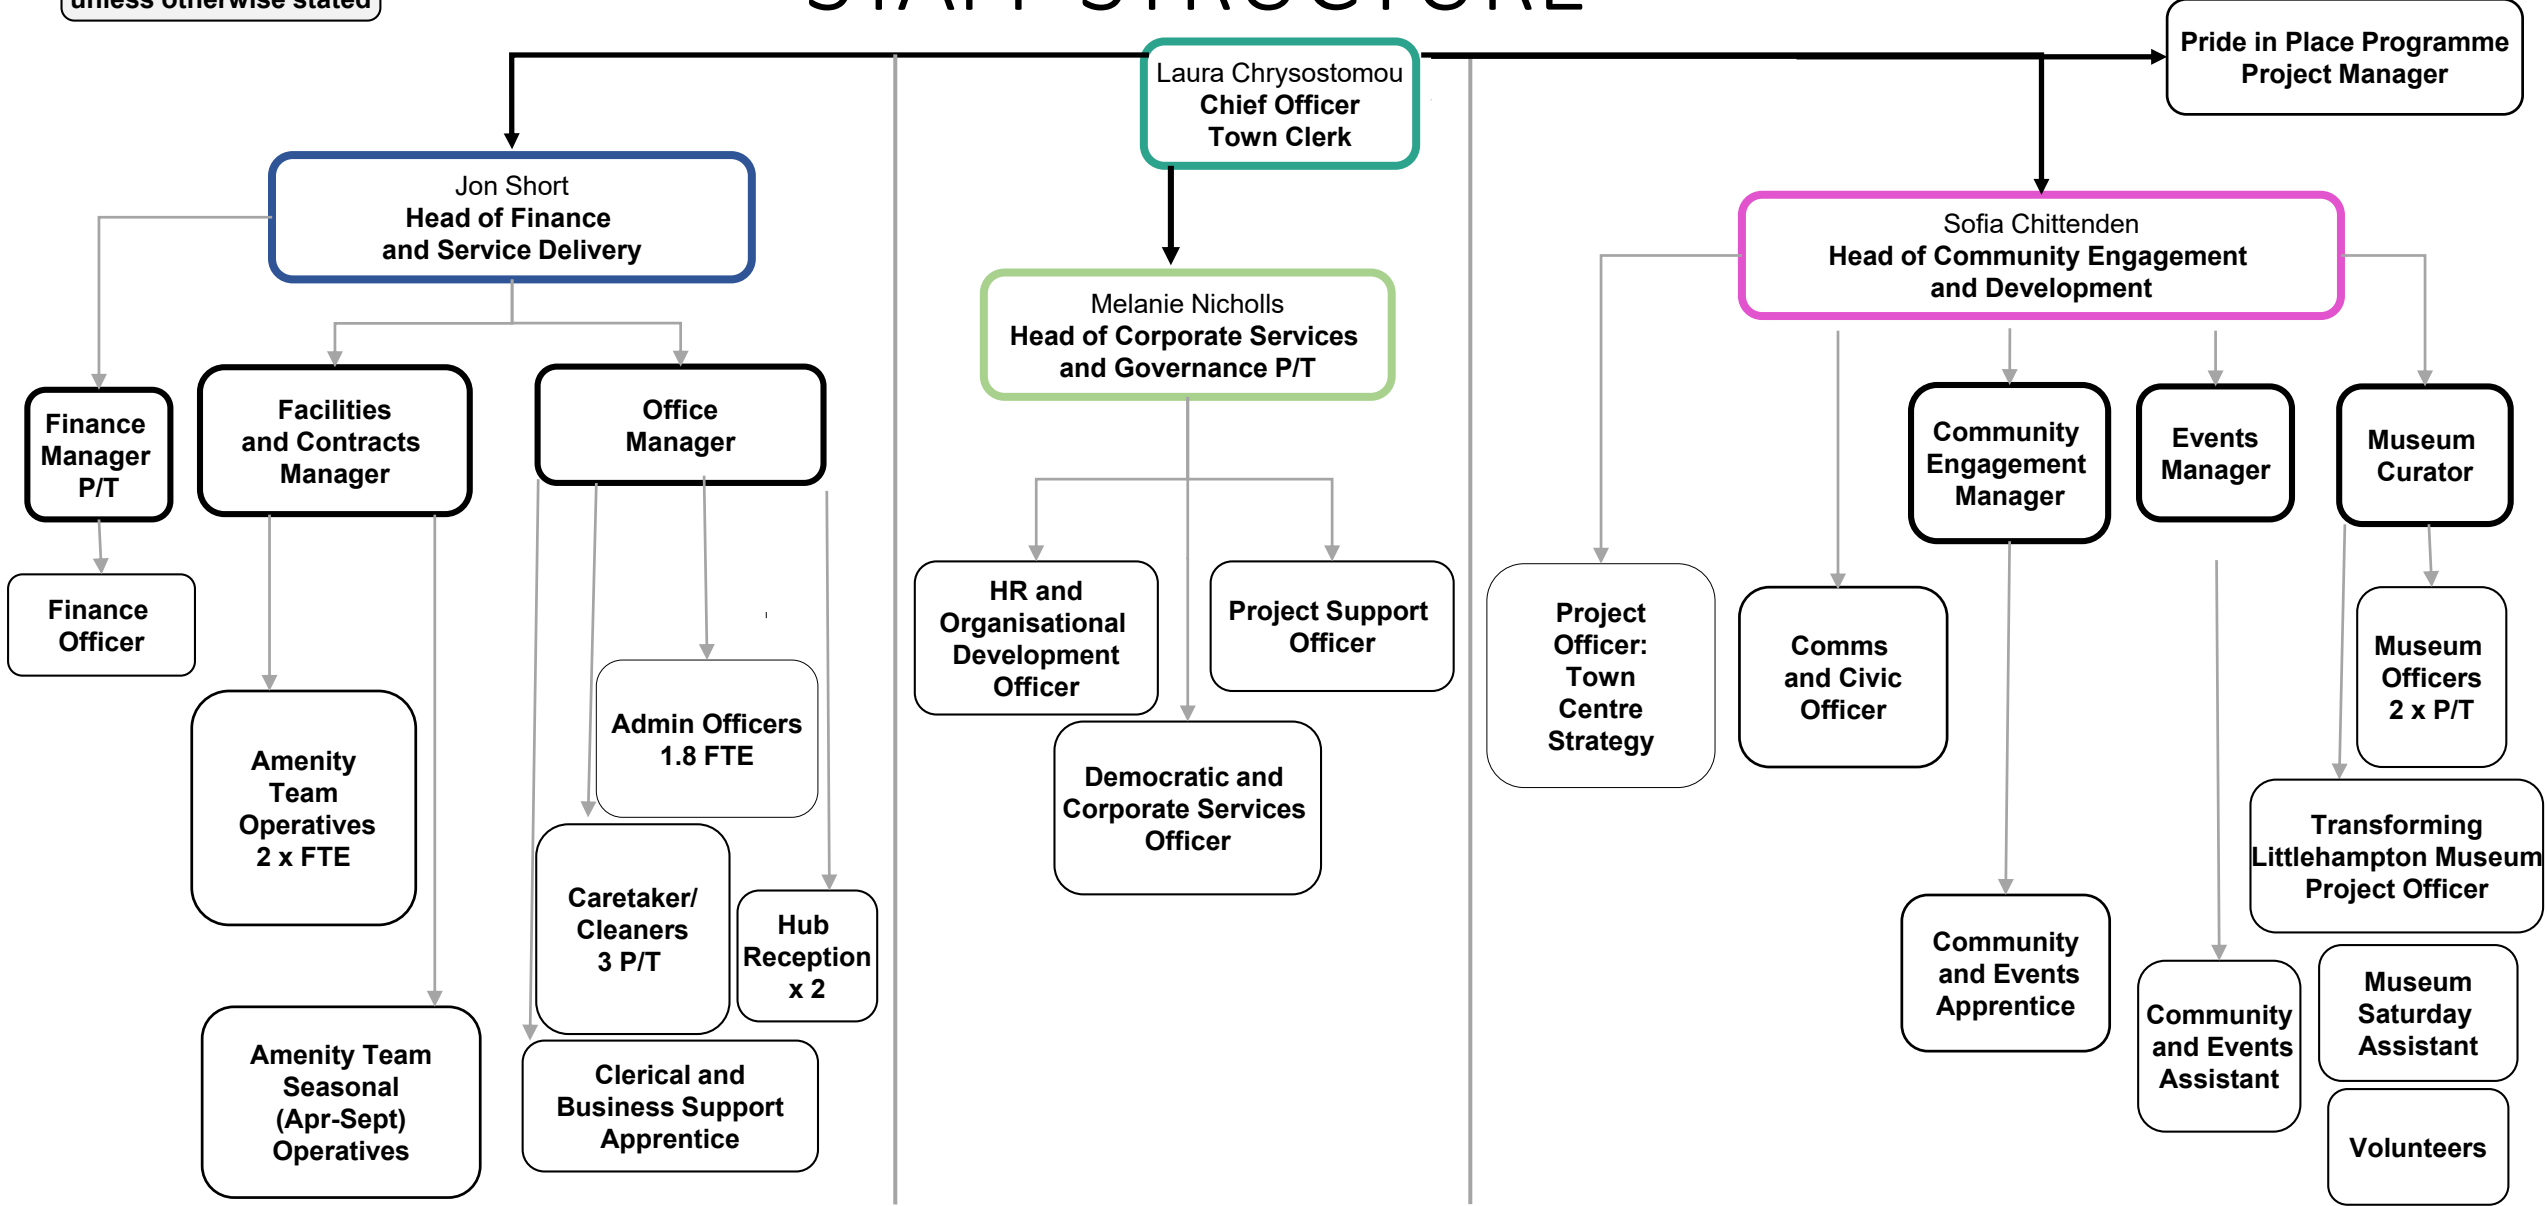 unless otherwise stated
STAFF STRUCTURE
Pride in Place Programme
Project Manager
Laura Chrysostomou
Chief Officer
Town Clerk
Jon Short
Head of Finance
and Service Delivery
Melanie Nicholls
Head of Corporate Services
and Governance P/T
Sofia Chittenden
Head of Community Engagement
and Development
Finance
Manager
P/T
Facilities
and Contracts
Manager
Office
Manager
Community
Engagement
Manager
Events
Manager
Museum
Curator
Finance
Officer
Amenity
Team
Operatives
2 x FTE
Amenity Team
Seasonal
(Apr-Sept)
Operatives
Admin Officers
1.8 FTE
Caretaker/
Cleaners
3 P/T
Hub
Reception
x 2
Clerical and
Business Support
Apprentice
HR and
Organisational
Development
Officer
Project Support
Officer
Democratic and
Corporate Services
Officer
Project
Officer:
Town
Centre
Strategy
Comms
and Civic
Officer
Community
and Events
Apprentice
Community
and Events
Assistant
Museum
Officers
2 x P/T
Transforming
Littlehampton Museum
Project Officer
Museum
Saturday
Assistant
Volunteers